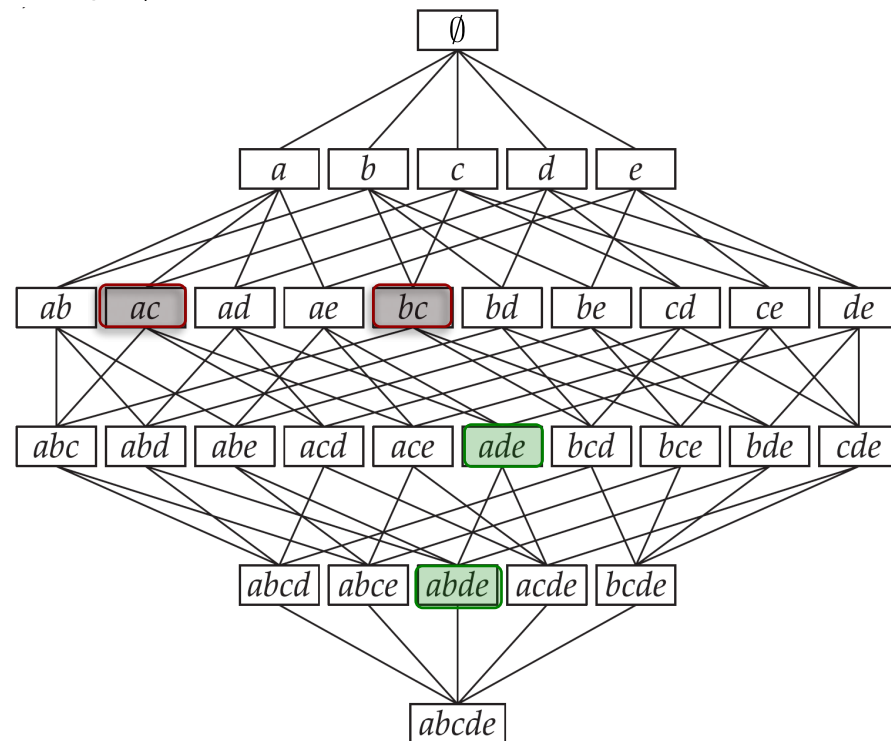 ∅
a b c d e
ab ac ad ae bc bd be cd ce de
abc abd abe acd ace ade bcd bce bde cde
abcd abce abde acde bcde
abcde